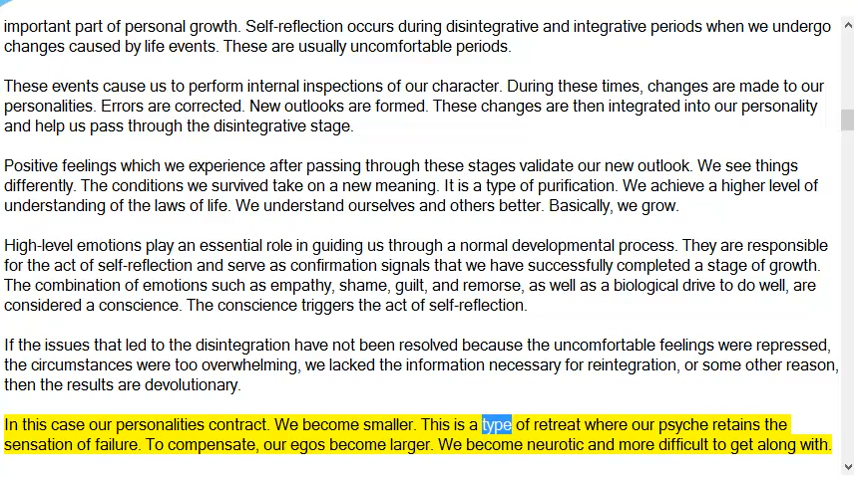 important part of personal growth. Self-reflection occurs during disintegrative and integrative periods when we undergo
changes caused by life events. These are usually uncomfortable periods.
These events cause us to perform internal inspections of our character. During these times, changes are made to our
personalities. Errors are corrected. New outlooks are formed. These changes are then integrated into our personality
and help us pass through the disintegrative stage.
Positive feelings which we experience after passing through these stages validate our new outlook. We see things
differently. The conditions we survived take on a new meaning. It is a type of purification. We achieve a higher level of
understanding of the laws of life. We understand ourselves and others better. Basically, we grow.
High-level emotions play an essential role in guiding us through a normal developmental process. They are responsible
for the act of self-reflection and serve as confirmation signals that we have successfully completed a stage of growth.
The combination of emotions such as empathy, shame, guilt, and remorse, as well as a biological drive to do well, are
considered a conscience. The conscience triggers the act of self-reflection.
If the issues that led to the disintegration have not been resolved because the uncomfortable feelings were repressed,
the circumstances were too overwhelming, we lacked the information necessary for reintegration, or some other reason,
then the results are devolutionary.
In this case our personalities contract. We become smaller. This is a type of retreat where our psyche retains the
sensation of failure. To compensate, our egos become larger. We become neurotic and more difficult to get along with.